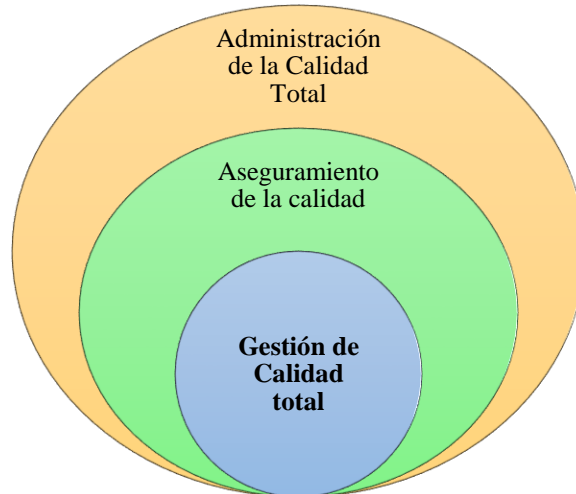 Administración
de la Calidad
Total
Aseguramiento
de la calidad
Gestión de
Calidad
total